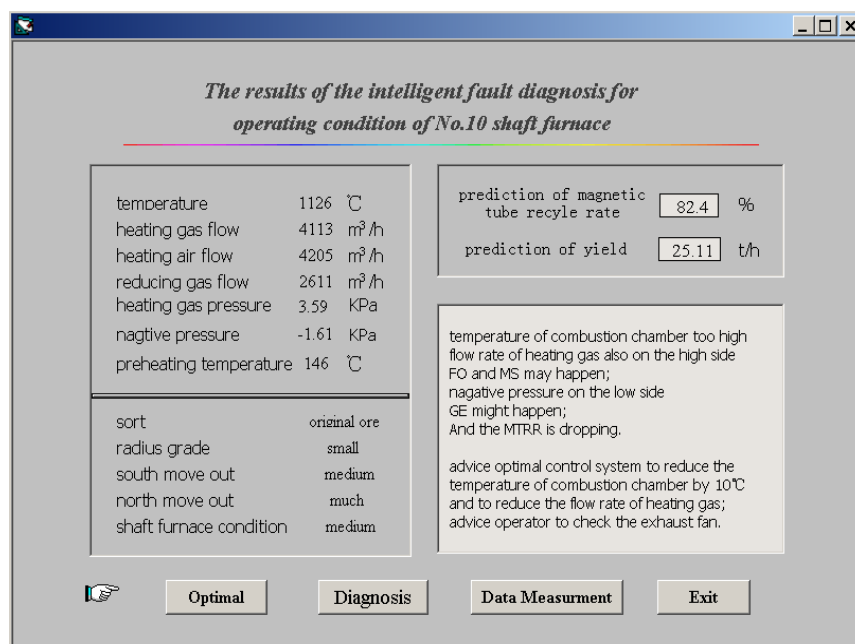 The results of the intelligent fault diagnosis for
operating condition of No.10 shaft furnace
temperature 1126 ℃
heating gas flow 4113 m³/h
heating air flow 4205 m³/h
reducing gas flow 2611 m³/h
heating gas pressure 3.59 KPa
nagtive pressure -1.61 KPa
preheating temperature 146 ℃
sort original ore
radius grade small
south move out medium
north move out much
shaft furnace condition medium
prediction of magnetic
tube recyle rate 82.4 %
prediction of yield 25.11 t/h
temperature of combustion chamber too high
flow rate of heating gas also on the high side
FO and MS may happen;
nagative pressure on the low side
GE might happen;
And the MTRR is dropping.
advice optimal control system to reduce the
temperature of combustion chamber by 10℃
and to reduce the flow rate of heating gas;
advice operator to check the exhaust fan.
Optimal Diagnosis Data Measurment Exit